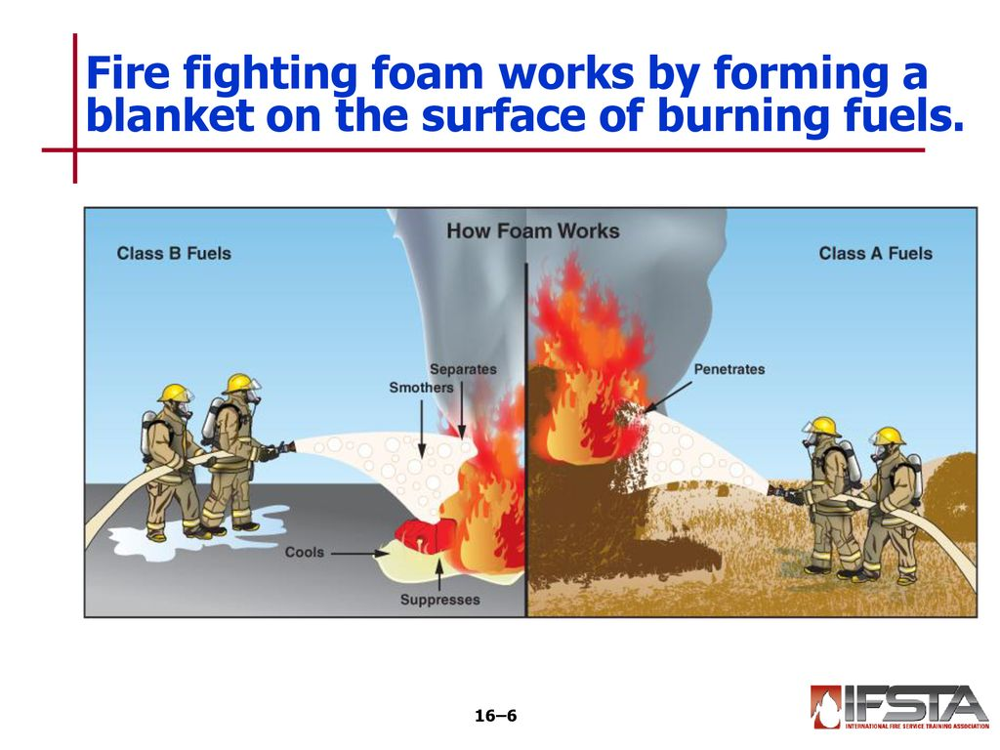 Fire fighting foam works by forming a
blanket on the surface of burning fuels.
How Foam Works
Class B Fuels
Class A Fuels
Separates
Smothers
Penetrates
Cools
Suppresses
16–6
IFSTA
INTERNATIONAL FIRE SERVICE TRAINING ASSOCIATION